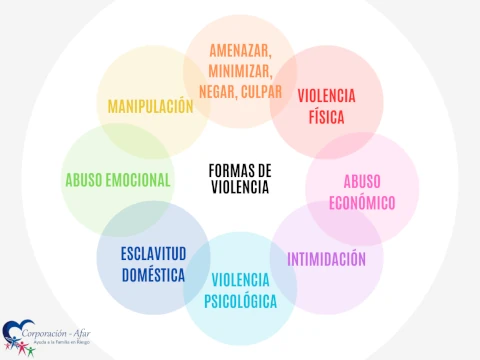 AMENAZAR,
MINIMIZAR,
NEGAR, CULPAR
VIOLENCIA
FÍSICA
ABUSO
ECONÓMICO
INTIMIDACIÓN
VIOLENCIA
PSICOLÓGICA
ESCLAVITUD
DOMÉSTICA
ABUSO EMOCIONAL
MANIPULACIÓN
FORMAS DE
VIOLENCIA
Corporación - Afar
Ayuda a la Familia en Riesgo